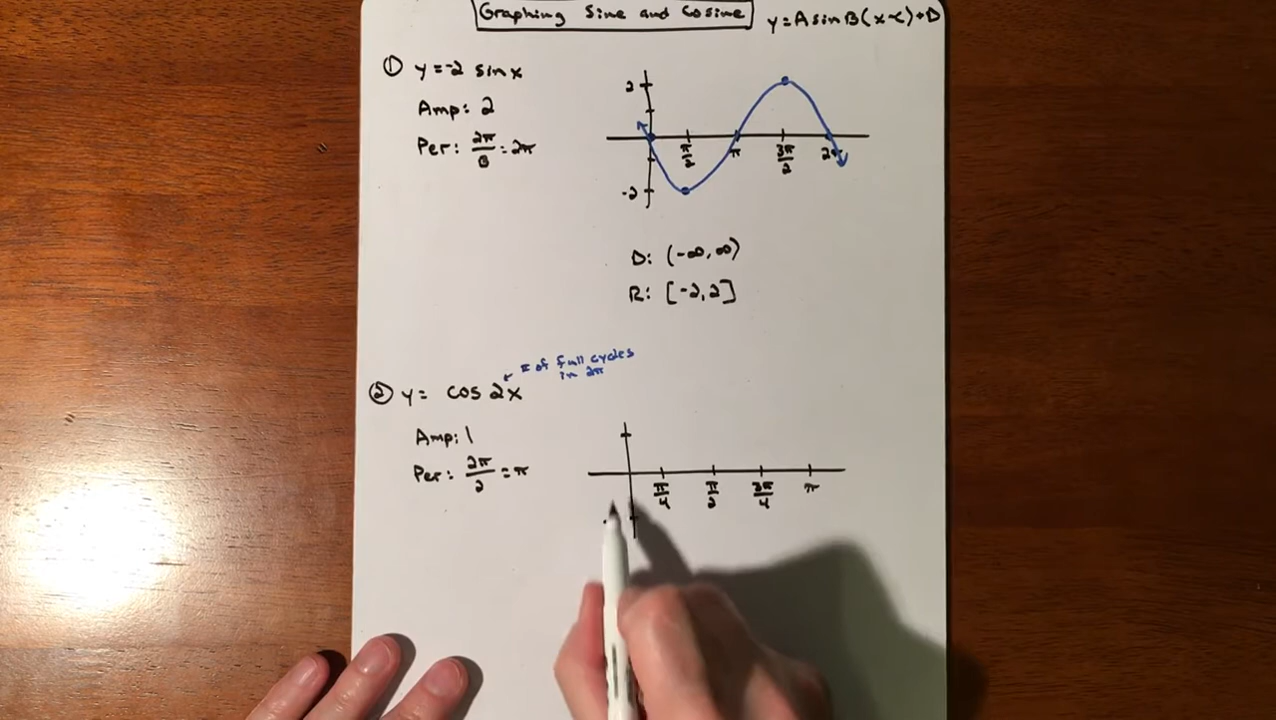 Graphing Sine and Cosine
y=A sin B(x-c)+D
① y=-2 sin x
Amp: 2
Per: 2π/B = 2π
2
-2
π/2 π 3π/2 2π
D: (-∞, ∞)
R: [-2, 2]
# of full cycles
in 2π
② y= cos 2x
Amp: 1
Per: 2π/2 = π
π/4 π/2 3π/4 π